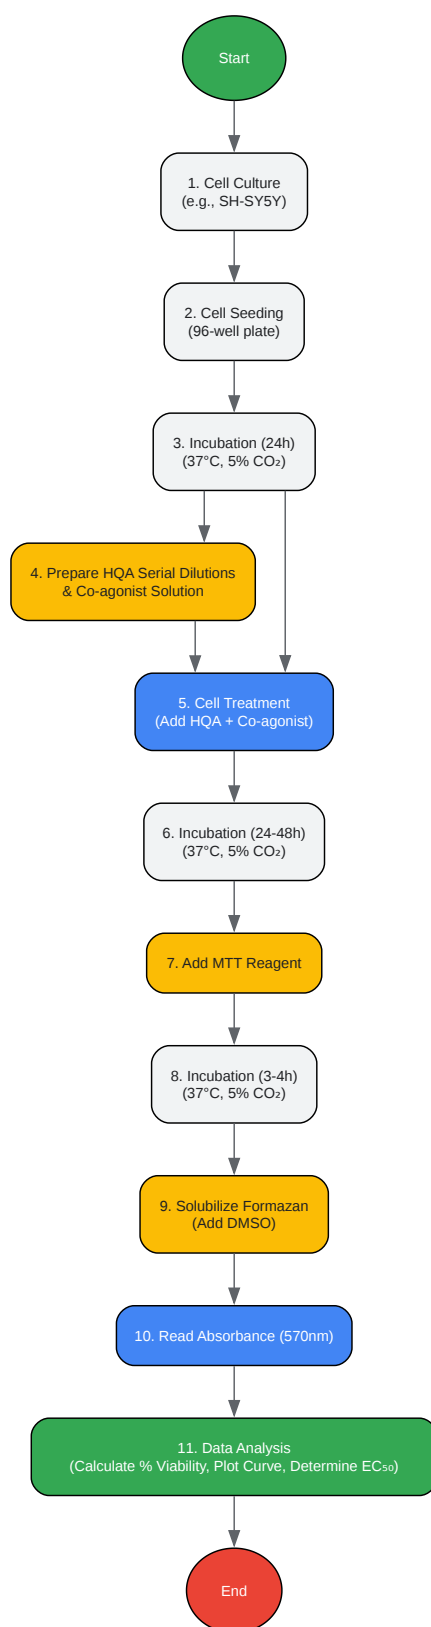 Start
1. Cell Culture
(e.g., SH-SY5Y)
2. Cell Seeding
(96-well plate)
3. Incubation (24h)
(37°C, 5% CO₂)
4. Prepare HQA Serial Dilutions
& Co-agonist Solution
5. Cell Treatment
(Add HQA + Co-agonist)
6. Incubation (24-48h)
(37°C, 5% CO₂)
7. Add MTT Reagent
8. Incubation (3-4h)
(37°C, 5% CO₂)
9. Solubilize Formazan
(Add DMSO)
10. Read Absorbance (570nm)
11. Data Analysis
(Calculate % Viability, Plot Curve, Determine EC₅₀)
End